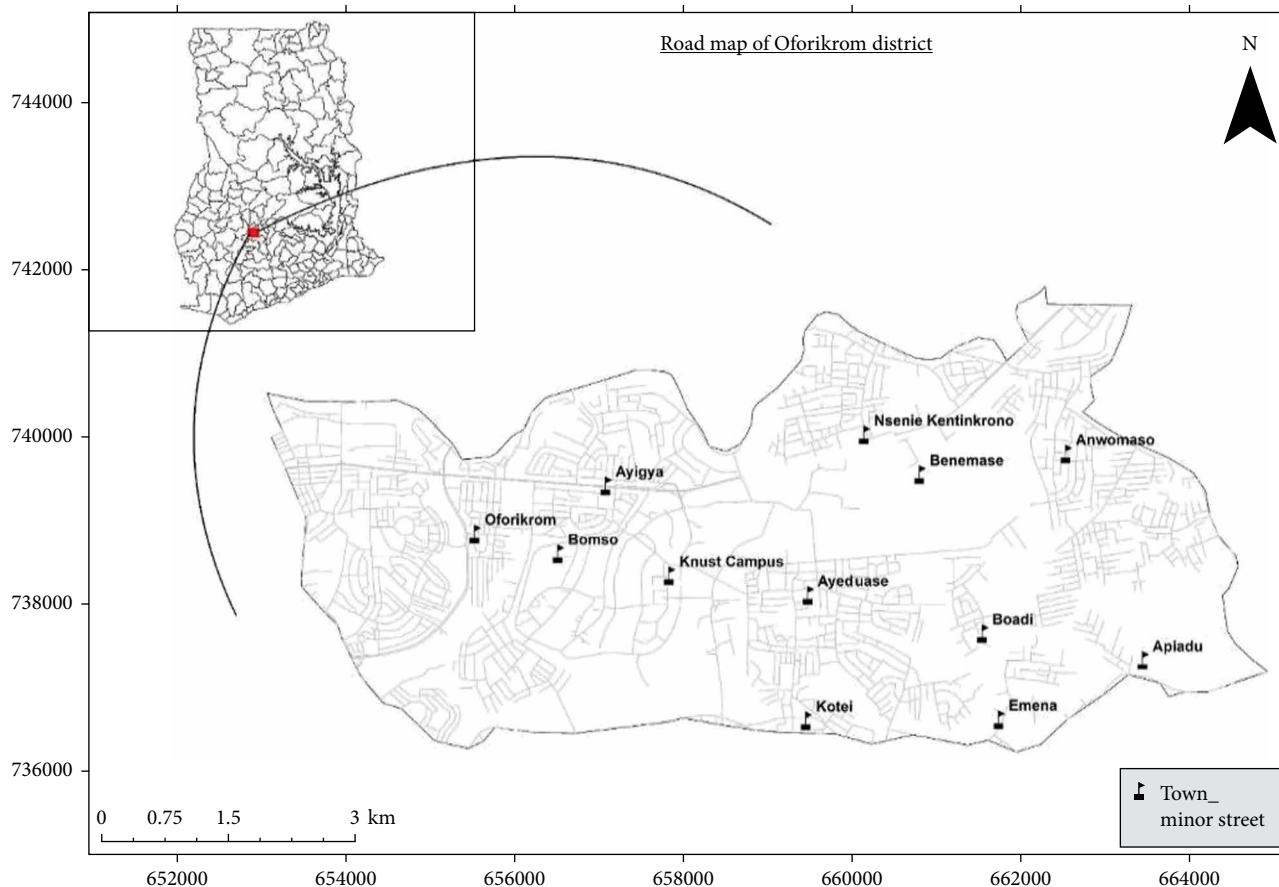 Road map of Oforikrom district
N
744000
742000
740000
738000
736000
Nsenie Kentinkrono
Anwomaso
Benemase
Ayigya
Oforikrom
Bomso
Knust Campus
Ayeduase
Boadi
Apiadu
Kotei
Emena
0 0.75 1.5 3 km
Town_
minor street
652000 654000 656000 658000 660000 662000 664000